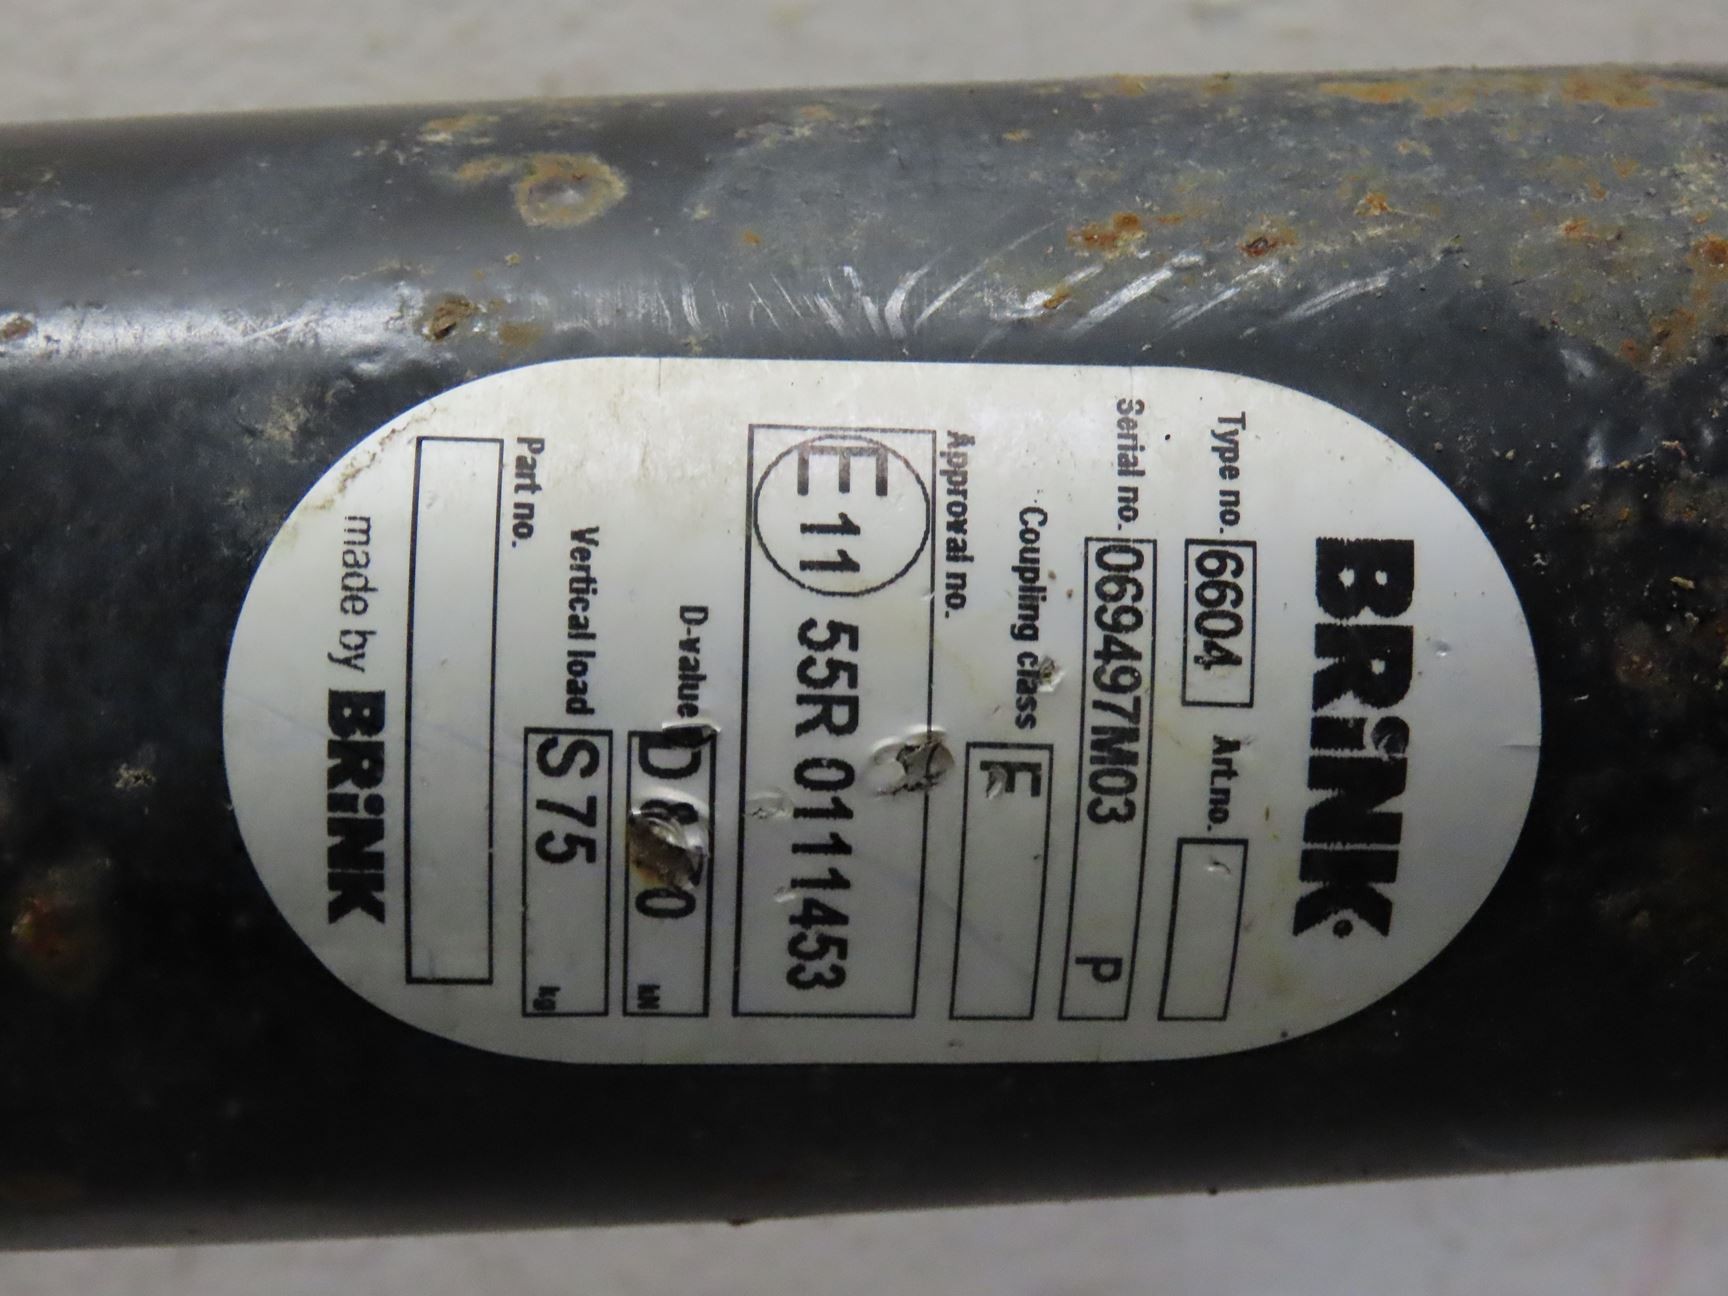 BRiNK
Type no. 6604 Art.no.
Serial no. 069497M03 P
Coupling class F
Approval no.
E 11 55R 0111453
D-value kN
Vertical load S 75 kg
Part no.
made by BRiNK